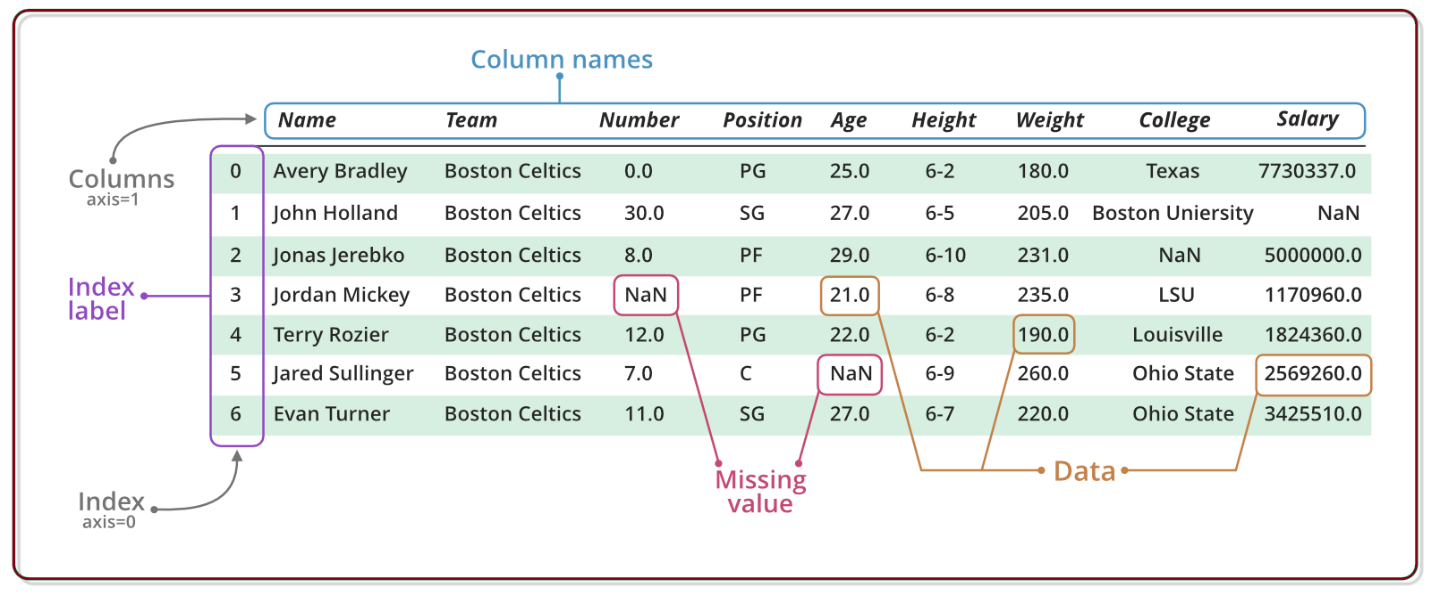 Column names
Name Team Number Position Age Height Weight College Salary
Columns
axis=1
0 Avery Bradley Boston Celtics 0.0 PG 25.0 6-2 180.0 Texas 7730337.0
1 John Holland Boston Celtics 30.0 SG 27.0 6-5 205.0 Boston Uniersity NaN
2 Jonas Jerebko Boston Celtics 8.0 PF 29.0 6-10 231.0 NaN 5000000.0
Index
label
3 Jordan Mickey Boston Celtics NaN PF 21.0 6-8 235.0 LSU 1170960.0
4 Terry Rozier Boston Celtics 12.0 PG 22.0 6-2 190.0 Louisville 1824360.0
5 Jared Sullinger Boston Celtics 7.0 C NaN 6-9 260.0 Ohio State 2569260.0
6 Evan Turner Boston Celtics 11.0 SG 27.0 6-7 220.0 Ohio State 3425510.0
Missing
value
Data
Index
axis=0